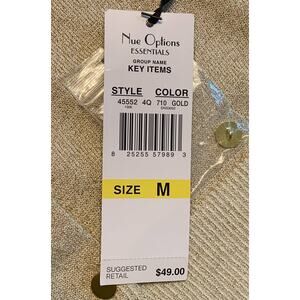 Nue Options
ESSENTIALS
GROUP NAME
KEY ITEMS
STYLE COLOR
45552 4Q 710 GOLD
8 25255 57989 3
SIZE M
SUGGESTED
RETAIL $49.00